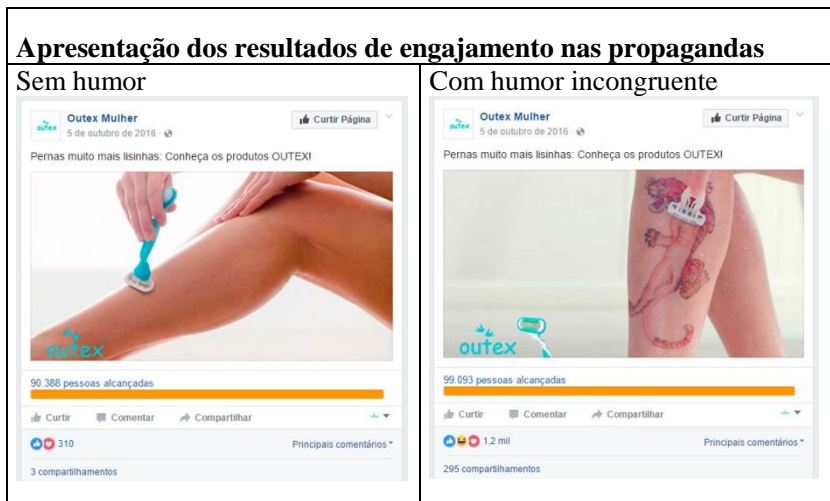 Apresentação dos resultados de engajamento nas propagandas
Sem humor
outex
Outex Mulher
Curtir Página
5 de outubro de 2016
Pernas muito mais lisinhas: Conheça os produtos OUTEX!
outex
90.388 pessoas alcançadas
Curtir Comentar Compartilhar
310
Principais comentários
3 compartilhamentos
Com humor incongruente
outex
Outex Mulher
Curtir Página
5 de outubro de 2016
Pernas muito mais lisinhas: Conheça os produtos OUTEX!
outex
99.093 pessoas alcançadas
Curtir Comentar Compartilhar
1,2 mil
Principais comentários
295 compartilhamentos